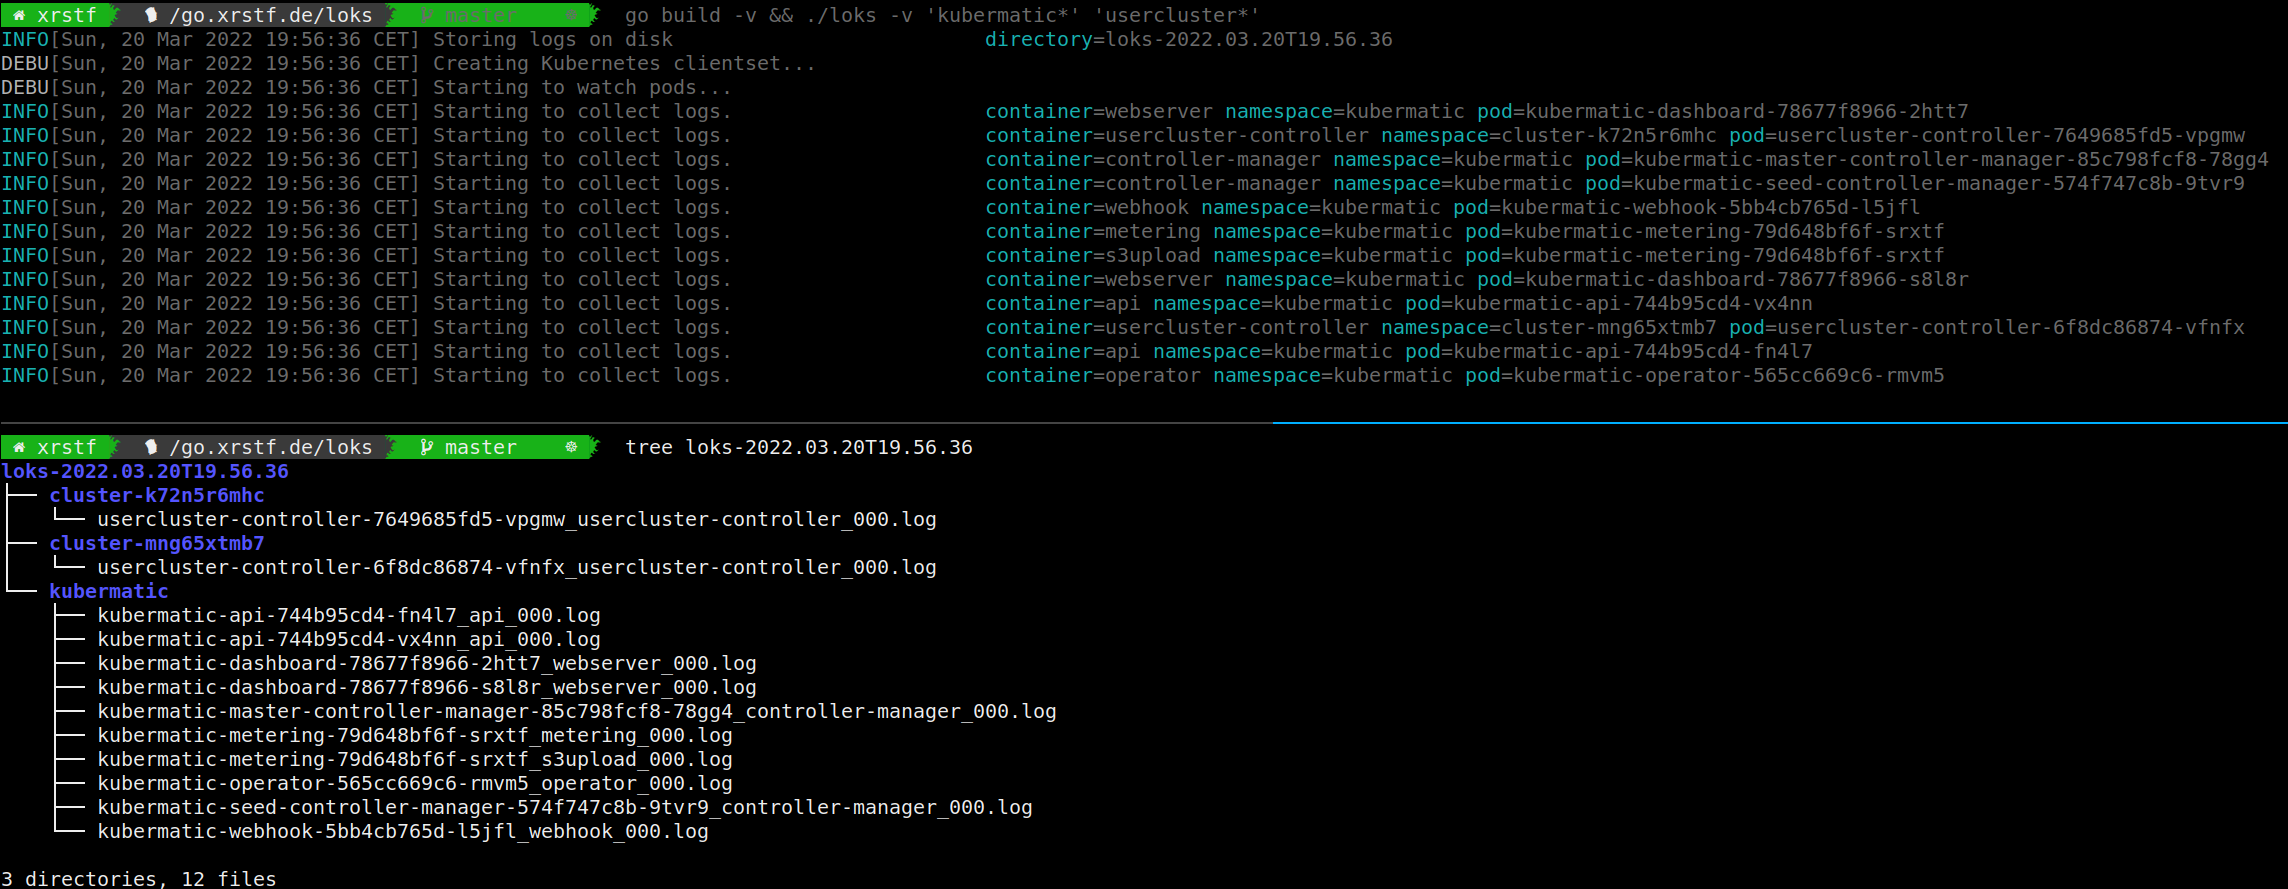 xrstf /go.xrstf.de/loks master ☸ go build -v && ./loks -v 'kubermatic*' 'usercluster*'
INFO[Sun, 20 Mar 2022 19:56:36 CET] Storing logs on disk directory=loks-2022.03.20T19.56.36
DEBU[Sun, 20 Mar 2022 19:56:36 CET] Creating Kubernetes clientset...
DEBU[Sun, 20 Mar 2022 19:56:36 CET] Starting to watch pods...
INFO[Sun, 20 Mar 2022 19:56:36 CET] Starting to collect logs. container=webserver namespace=kubermatic pod=kubermatic-dashboard-78677f8966-2htt7
INFO[Sun, 20 Mar 2022 19:56:36 CET] Starting to collect logs. container=usercluster-controller namespace=cluster-k72n5r6mhc pod=usercluster-controller-7649685fd5-vpgmw
INFO[Sun, 20 Mar 2022 19:56:36 CET] Starting to collect logs. container=controller-manager namespace=kubermatic pod=kubermatic-master-controller-manager-85c798fcf8-78gg4
INFO[Sun, 20 Mar 2022 19:56:36 CET] Starting to collect logs. container=controller-manager namespace=kubermatic pod=kubermatic-seed-controller-manager-574f747c8b-9tvr9
INFO[Sun, 20 Mar 2022 19:56:36 CET] Starting to collect logs. container=webhook namespace=kubermatic pod=kubermatic-webhook-5bb4cb765d-l5jfl
INFO[Sun, 20 Mar 2022 19:56:36 CET] Starting to collect logs. container=metering namespace=kubermatic pod=kubermatic-metering-79d648bf6f-srxtf
INFO[Sun, 20 Mar 2022 19:56:36 CET] Starting to collect logs. container=s3upload namespace=kubermatic pod=kubermatic-metering-79d648bf6f-srxtf
INFO[Sun, 20 Mar 2022 19:56:36 CET] Starting to collect logs. container=webserver namespace=kubermatic pod=kubermatic-dashboard-78677f8966-s8l8r
INFO[Sun, 20 Mar 2022 19:56:36 CET] Starting to collect logs. container=api namespace=kubermatic pod=kubermatic-api-744b95cd4-vx4nn
INFO[Sun, 20 Mar 2022 19:56:36 CET] Starting to collect logs. container=usercluster-controller namespace=cluster-mng65xtmb7 pod=usercluster-controller-6f8dc86874-vfnfx
INFO[Sun, 20 Mar 2022 19:56:36 CET] Starting to collect logs. container=api namespace=kubermatic pod=kubermatic-api-744b95cd4-fn4l7
INFO[Sun, 20 Mar 2022 19:56:36 CET] Starting to collect logs. container=operator namespace=kubermatic pod=kubermatic-operator-565cc669c6-rmvm5
xrstf /go.xrstf.de/loks master ☸ tree loks-2022.03.20T19.56.36
loks-2022.03.20T19.56.36
├── cluster-k72n5r6mhc
│   └── usercluster-controller-7649685fd5-vpgmw_usercluster-controller_000.log
├── cluster-mng65xtmb7
│   └── usercluster-controller-6f8dc86874-vfnfx_usercluster-controller_000.log
└── kubermatic
    ├── kubermatic-api-744b95cd4-fn4l7_api_000.log
    ├── kubermatic-api-744b95cd4-vx4nn_api_000.log
    ├── kubermatic-dashboard-78677f8966-2htt7_webserver_000.log
    ├── kubermatic-dashboard-78677f8966-s8l8r_webserver_000.log
    ├── kubermatic-master-controller-manager-85c798fcf8-78gg4_controller-manager_000.log
    ├── kubermatic-metering-79d648bf6f-srxtf_metering_000.log
    ├── kubermatic-metering-79d648bf6f-srxtf_s3upload_000.log
    ├── kubermatic-operator-565cc669c6-rmvm5_operator_000.log
    ├── kubermatic-seed-controller-manager-574f747c8b-9tvr9_controller-manager_000.log
    └── kubermatic-webhook-5bb4cb765d-l5jfl_webhook_000.log
3 directories, 12 files